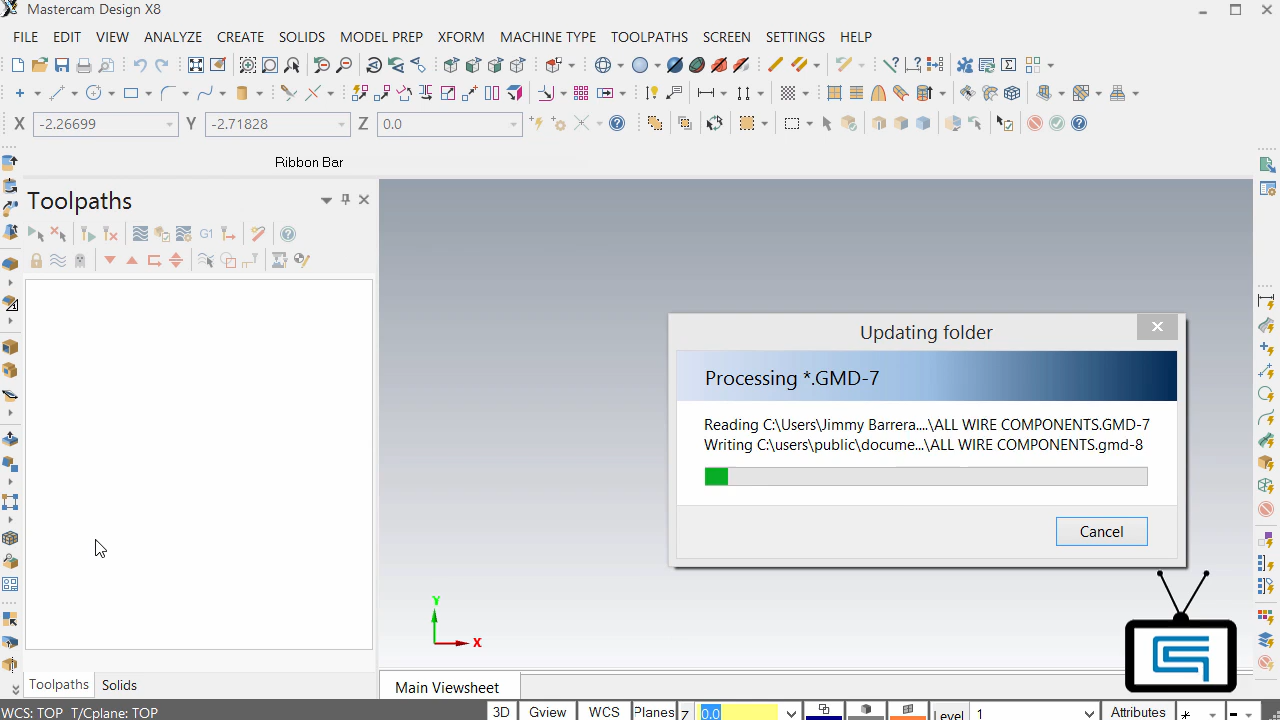 Mastercam Design X8
FILE EDIT VIEW ANALYZE CREATE SOLIDS MODEL PREP XFORM MACHINE TYPE TOOLPATHS SCREEN SETTINGS HELP
X -2.26699 Y -2.71828 Z 0.0
Ribbon Bar
Toolpaths
G1
Updating folder
Processing *.GMD-7
Reading C:\Users\Jimmy Barrera....\ALL WIRE COMPONENTS.GMD-7
Writing C:\users\public\docume...\ALL WIRE COMPONENTS.gmd-8
Cancel
Y
X
Toolpaths Solids
Main Viewsheet
WCS: TOP T/Cplane: TOP
3D Gview WCS Planes Z 0.0 Level 1 Attributes